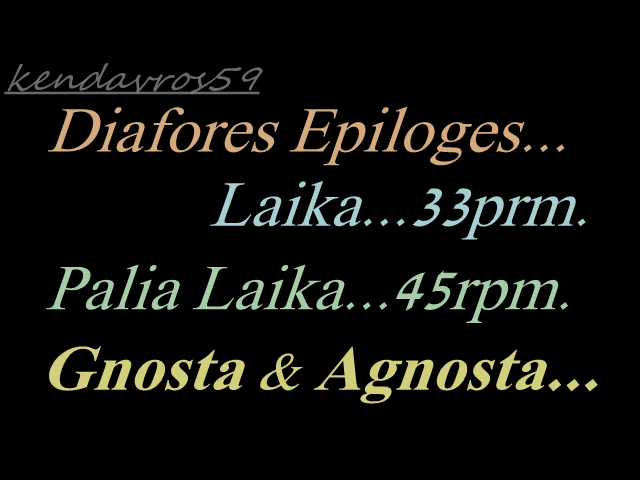 kendavros59
Diafores Epiloges...
Laika...33prm.
Palia Laika...45rpm.
Gnosta & Agnosta...